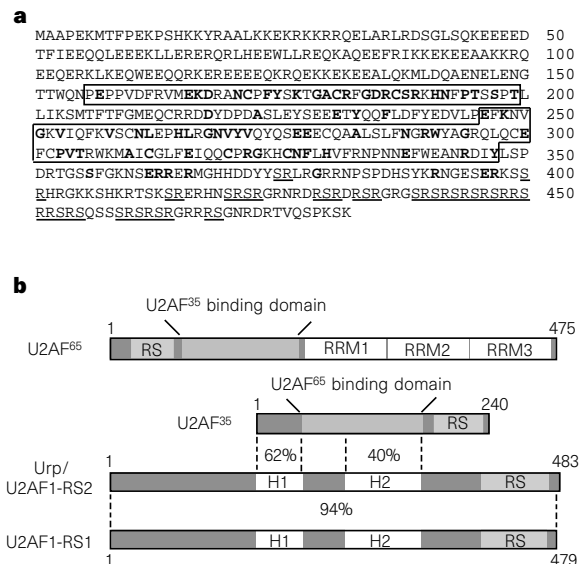 a
MAAPEKMTFPEKPSHKKYRAALKKEKRKKRRQELARLRDSGLSQKEEEED 50
TFIEEQQLEEEKLLERERQRLHEEWLLREQKAQEEFRIKKEKEEAAKKRQ 100
EEQERKLKEQWEEQQRKEREEEEQKRQEKKEKEEALQKMLDQAENELENG 150
TTWQNPEPPVDFRVMEKDRANCPFYSKTGACRFGDRCSRKHNFPTSSPTL 200
LIKSMFTTFGMEQCRRDDYDPDASLEYSEEETYQQFLDFYEDVLPEFKNV 250
GKVIQFKVSCNLEPHLRGNVYVQYQSEEECQAALSLFNGRWYAGRQLQCE 300
FCPVTRWKMAICGLFEIQQCPRGKHCNFLHVFRNPNNEFWEANRDIYLSP 350
DRTGSSFGKNSERRERMGHHDDYYSRLRGRRNPSPDHSYKRNGESERKSS 400
RHRGKKSHKRTSKSRERHNSRSRGRNRDRSRDRSRGRGSRSRSRSRSRRS 450
RRSRSQSSSRSRSRGRRRSGNRDRTVQSPKSK
b
U2AF35 binding domain
1 475
U2AF65 RS RRM1 RRM2 RRM3
U2AF65 binding domain
1 240
U2AF35 RS
62% 40%
1 483
Urp/
U2AF1-RS2 H1 H2 RS
94%
U2AF1-RS1 H1 H2 RS
1 479